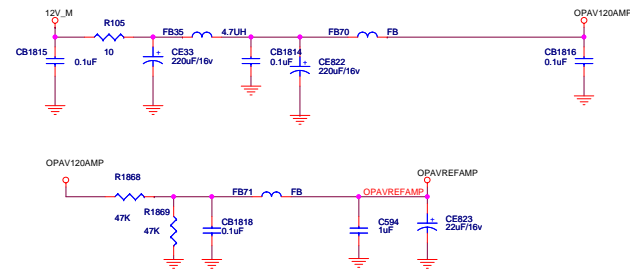 12V_M
OPAV120AMP
R105
FB35
4.7UH
FB70
FB
CB1815
0.1uF
10
CE33
220uF/16v
CB1814
0.1uF
CE822
220uF/16v
CB1816
0.1uF
OPAV120AMP
OPAVREFAMP
R1868
FB71
FB
OPAVREFAMP
47K
R1869
47K
CB1818
0.1uF
C594
1uF
CE823
22uF/16v